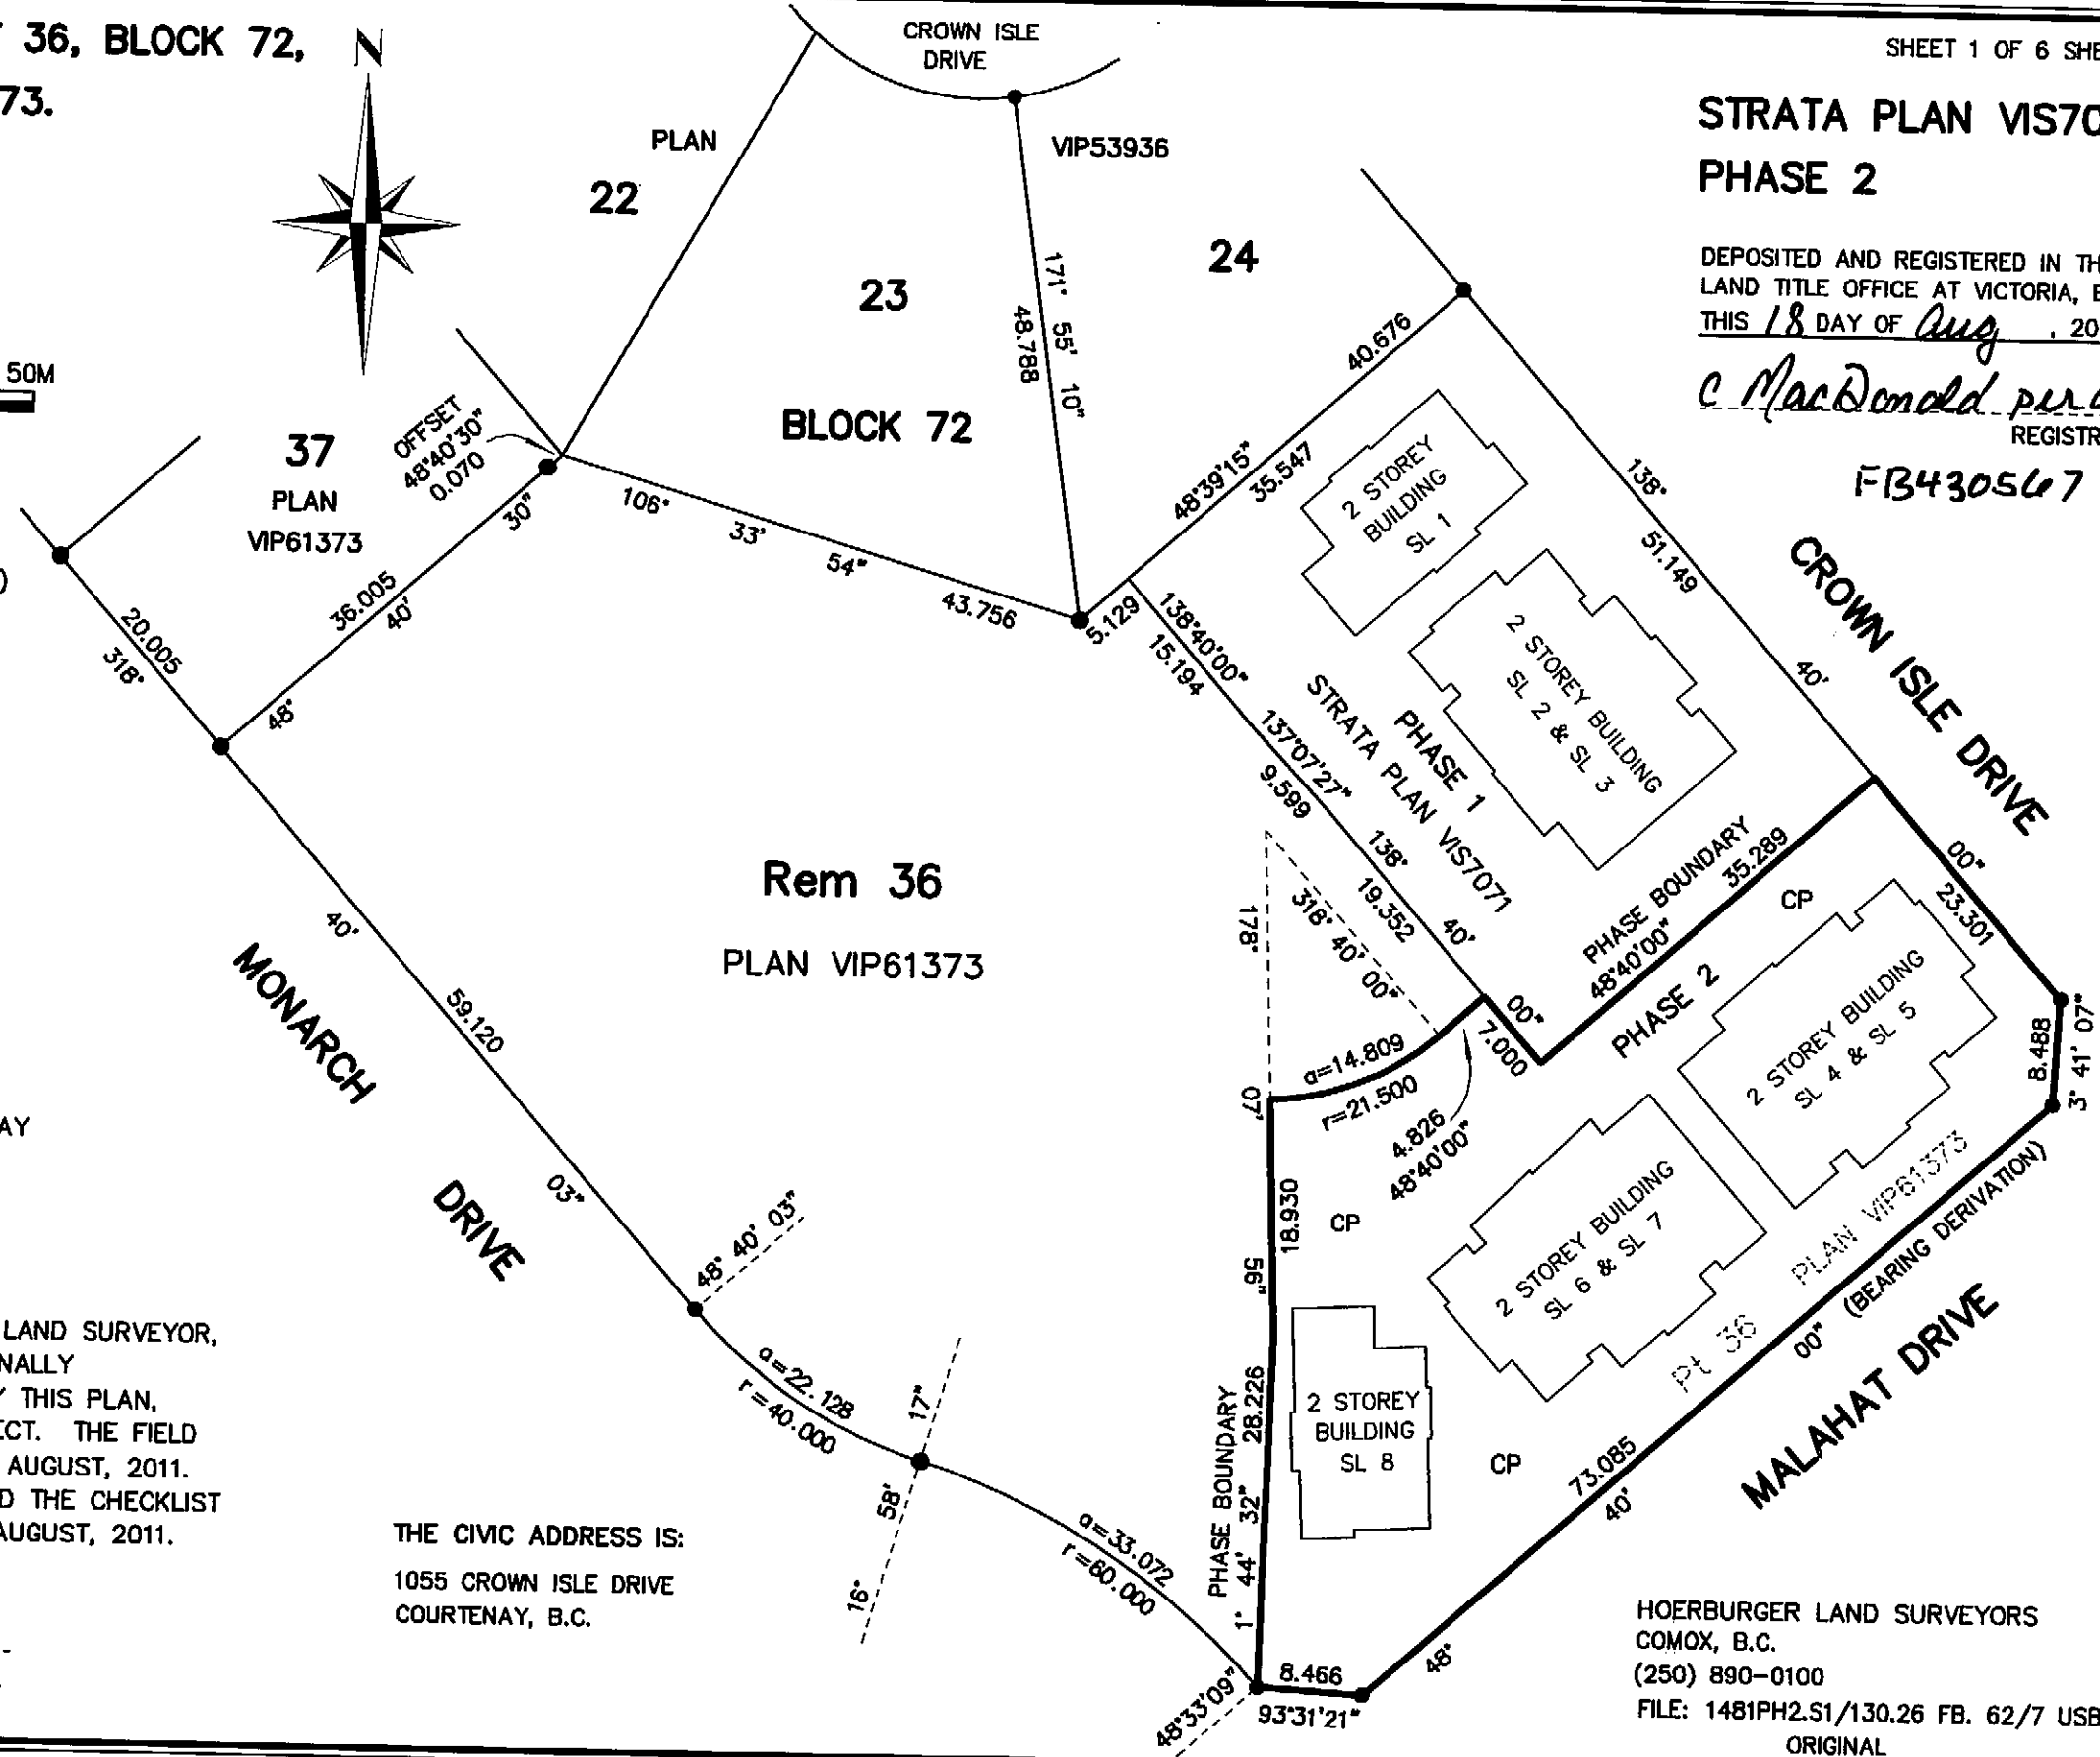 36, BLOCK 72,
73.
N
50M
CROWN ISLE
DRIVE
PLAN
VIP53936
22
23
24
BLOCK 72
171° 55' 10"
48.788
SHEET 1 OF 6
STRATA PLAN VIS70
PHASE 2
DEPOSITED AND REGISTERED IN
LAND TITLE OFFICE AT VICTORIA,
THIS 18 DAY OF Aug , 20
C MacDonald per
REGISTR
FB430567
37
PLAN
VIP61373
OFFSET
48°40'30"
0.070
36.005
48° 40' 30"
106° 33' 54"
43.756
20.005
318°
5.129
40.676
48°39'15"
35.547
138° 40' 00"
51.149
23.301
2 STOREY
BUILDING
SL 1
2 STOREY BUILDING
SL 2 & SL 3
138°40'00"
15.194
137°07'27"
9.599
138° 40' 00"
19.352
7.000
PHASE 1
STRATA PLAN VIS7071
CROWN ISLE DRIVE
PHASE BOUNDARY
35.289
48°40'00"
PHASE 2
CP
Rem 36
PLAN VIP61373
MONARCH DRIVE
40' 03"
59.120
48° 40' 03"
178° 07' 56"
318° 40' 00"
a=14.809
r=21.500
4.826
48°40'00"
18.930
CP
2 STOREY BUILDING
SL 4 & SL 5
8.488
3° 41' 07"
2 STOREY BUILDING
SL 6 & SL 7
Pt 36 PLAN VIP61373
(BEARING DERIVATION)
MALAHAT DRIVE
48° 40' 00"
73.085
2 STOREY
BUILDING
SL 8
CP
PHASE BOUNDARY
1° 44' 32"
28.226
a=22.128
r=40.000
16° 58' 17"
a=33.072
r=60.000
48°33'09"
8.466
93°31'21"
AY
LAND SURVEYOR,
NALLY
THIS PLAN,
ECT. THE FIELD
AUGUST, 2011.
D THE CHECKLIST
AUGUST, 2011.
THE CIVIC ADDRESS IS:
1055 CROWN ISLE DRIVE
COURTENAY, B.C.
HOERBURGER LAND SURVEYORS
COMOX, B.C.
(250) 890-0100
FILE: 1481PH2.S1/130.26 FB. 62/7 USB
ORIGINAL